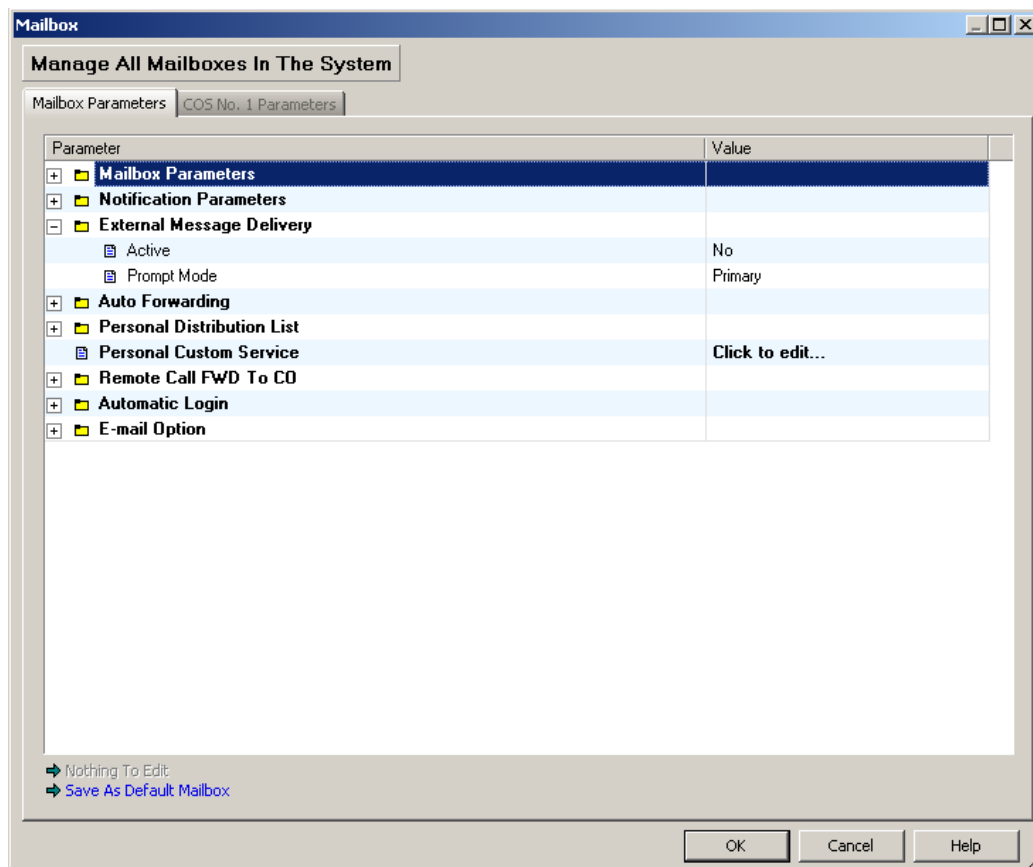 Mailbox
Manage All Mailboxes In The System
Mailbox Parameters COS No. 1 Parameters
Parameter Value
Mailbox Parameters
Notification Parameters
External Message Delivery
Active No
Prompt Mode Primary
Auto Forwarding
Personal Distribution List
Personal Custom Service Click to edit...
Remote Call FWD To CO
Automatic Login
E-mail Option
Nothing To Edit
Save As Default Mailbox
OK Cancel Help